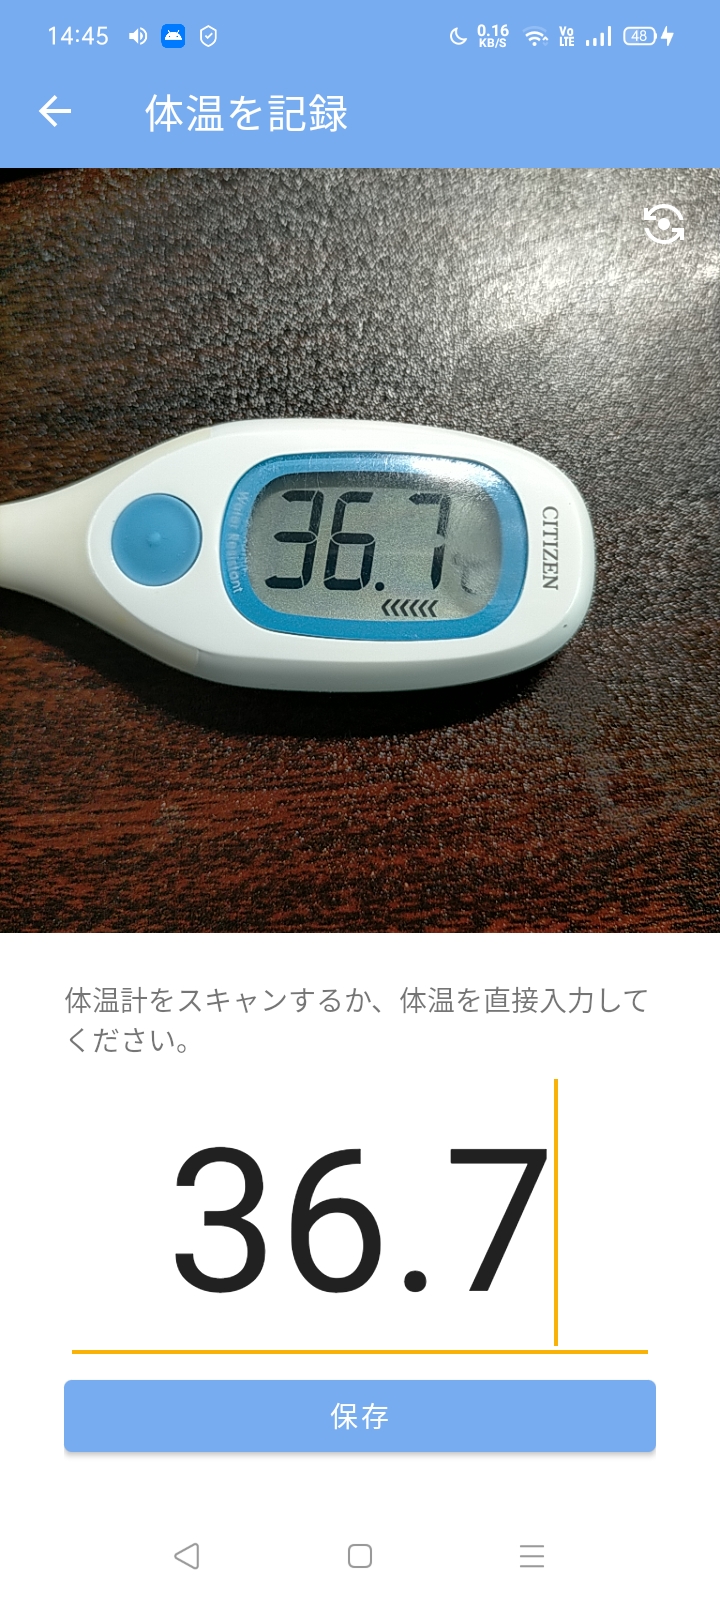 14:45
0.16
KB/S
Vo
LTE
48
体温を記録
Water Resistant
36.7
℃
CITIZEN
体温計をスキャンするか、体温を直接入力して
ください。
36.7
保存